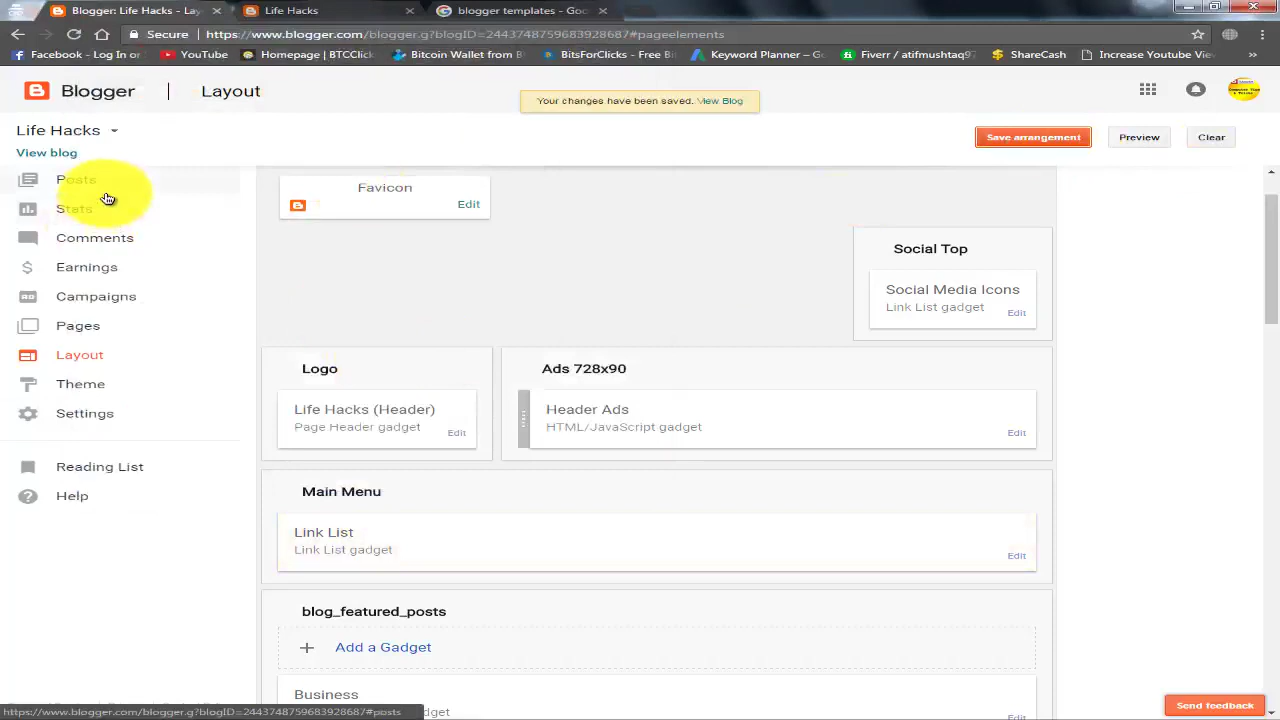 Blogger: Life Hacks - Lay
Life Hacks
blogger templates - Goo
Secure
https://www.blogger.com/blogger.g?blogID=2443748759683928687#pageelements
Facebook - Log In or
YouTube
Homepage | BTCClick
Bitcoin Wallet from B
BitsForClicks - Free Bi
Keyword Planner – G
Fiverr / atifmushtaq97
ShareCash
Increase Youtube Vie
Blogger
Layout
Your changes have been saved. View Blog
Life Hacks
View blog
Save arrangement
Preview
Clear
Posts
Stats
Comments
Earnings
Campaigns
Pages
Layout
Theme
Settings
Reading List
Help
Favicon
Edit
Social Top
Social Media Icons
Link List gadget
Edit
Logo
Life Hacks (Header)
Page Header gadget
Edit
Ads 728x90
Header Ads
HTML/JavaScript gadget
Edit
Main Menu
Link List
Link List gadget
Edit
blog_featured_posts
Add a Gadget
Business
gadget
Edit
https://www.blogger.com/blogger.g?blogID=2443748759683928687#posts
Send feedback